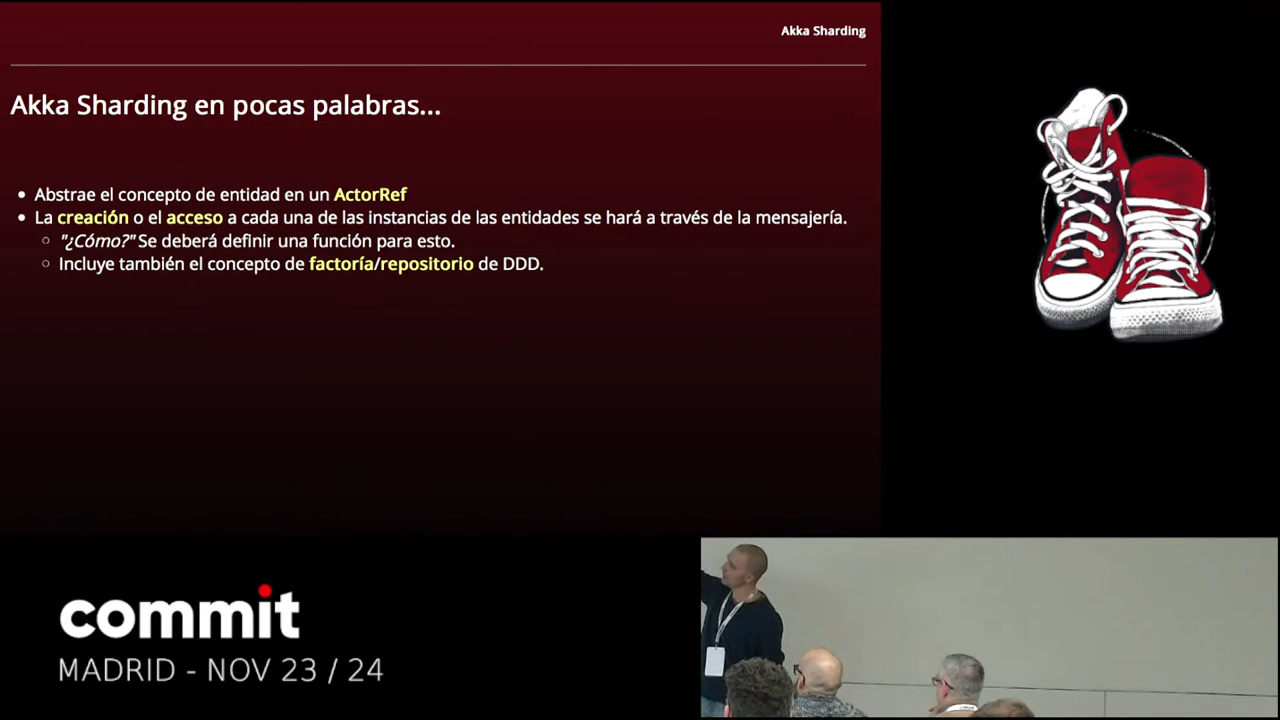 Akka Sharding
Akka Sharding en pocas palabras...
Abstrae el concepto de entidad en un ActorRef
La creación o el acceso a cada una de las instancias de las entidades se hará a través de la mensajería.
"¿Cómo?" Se deberá definir una función para esto.
Incluye también el concepto de factoría/repositorio de DDD.
commit
MADRID - NOV 23 / 24